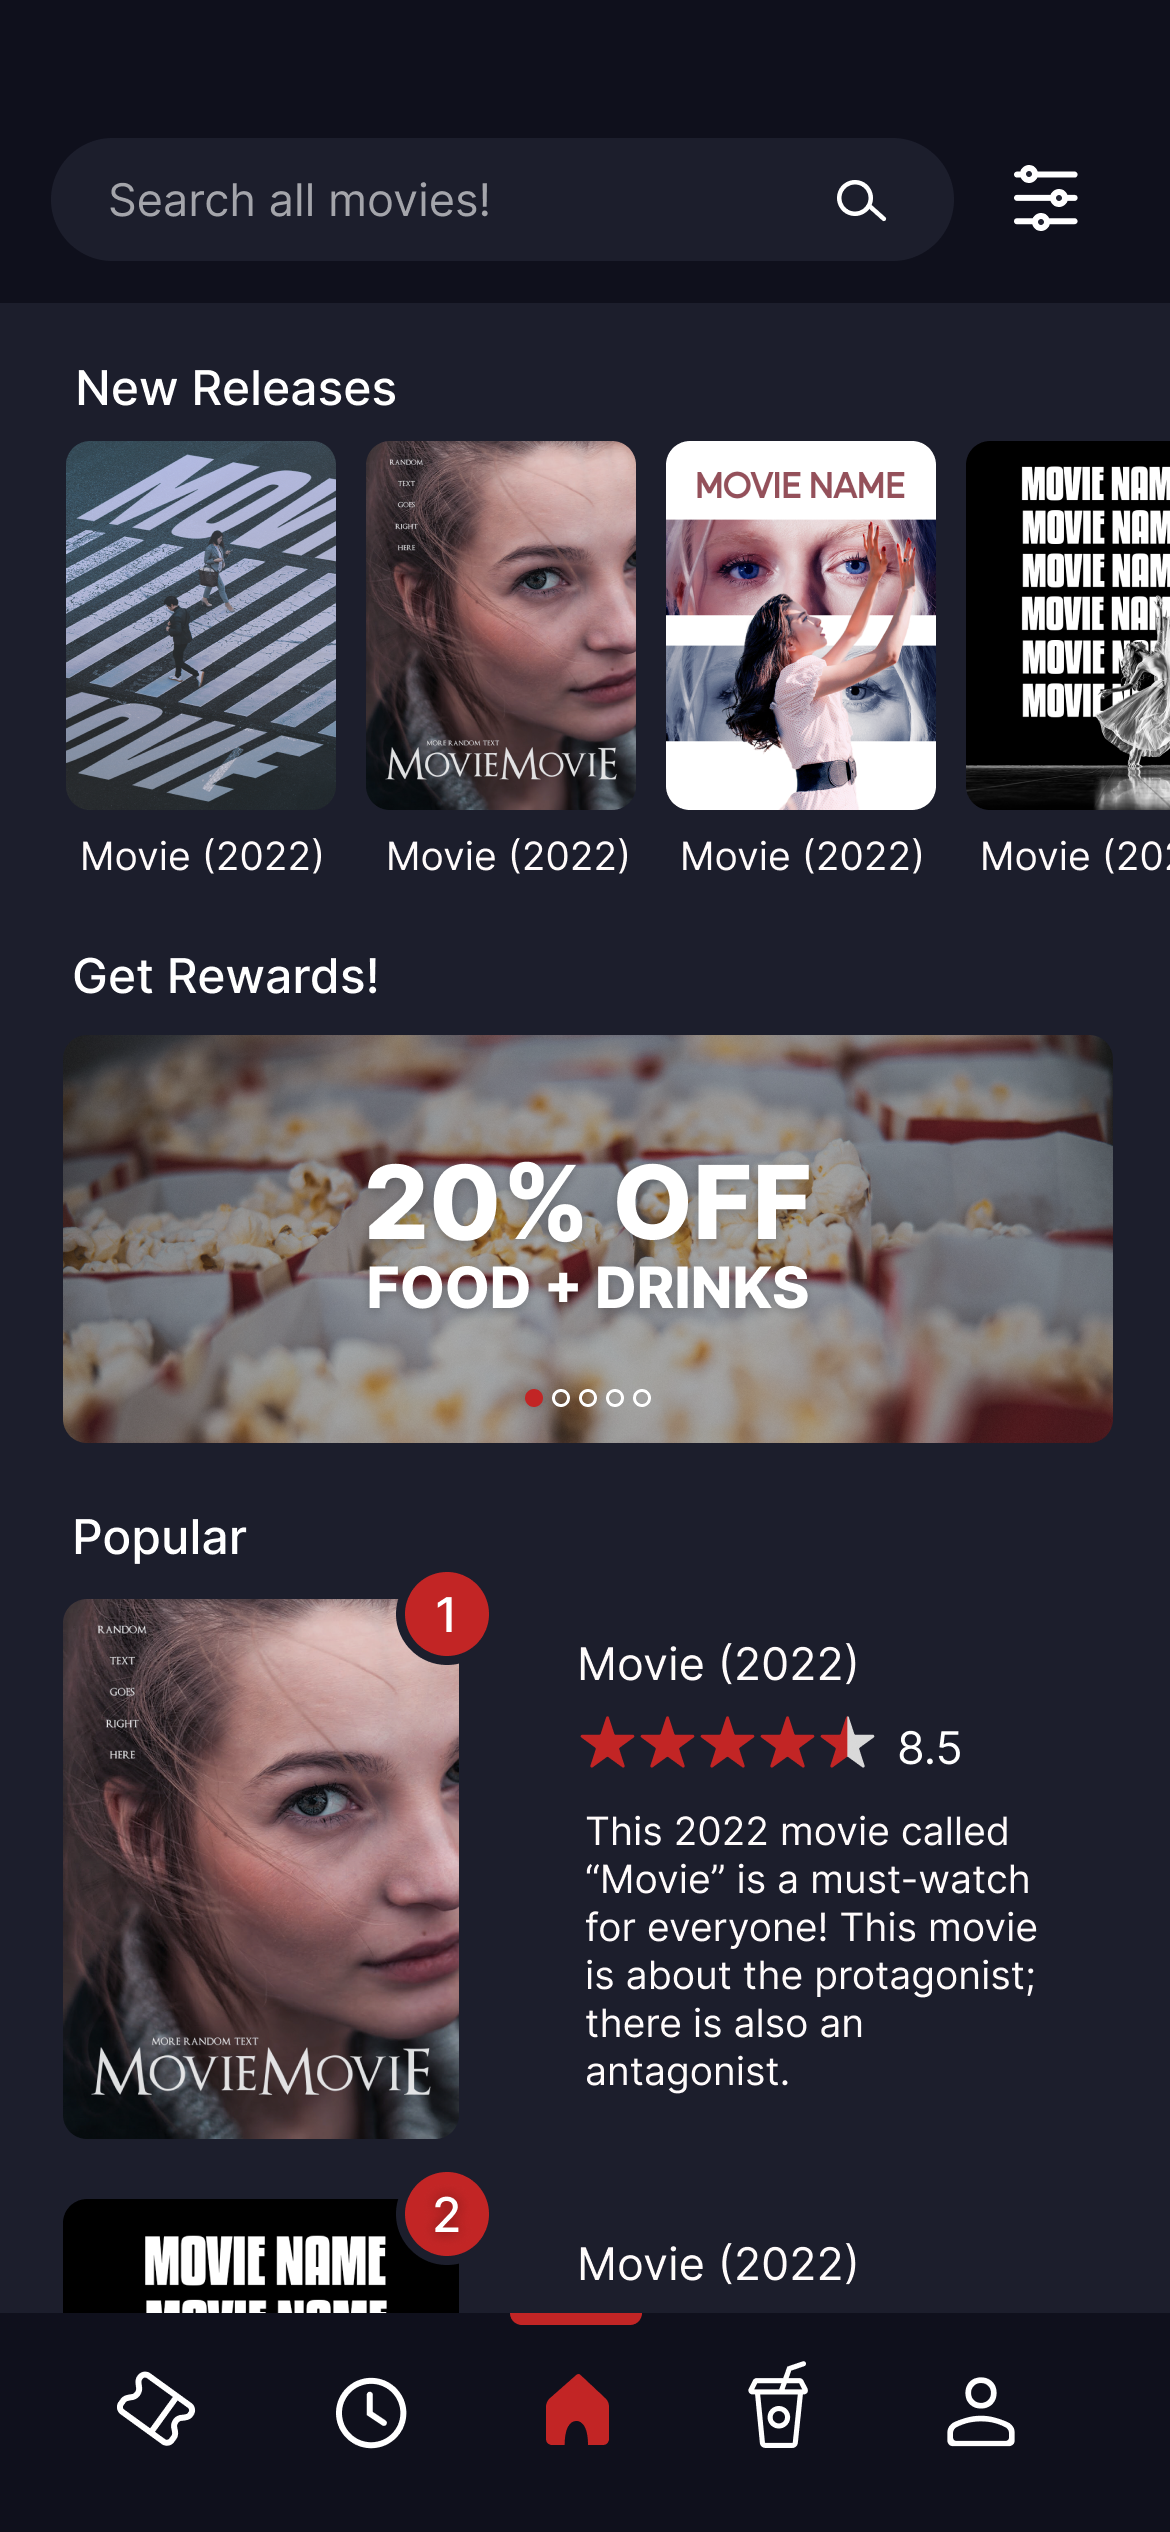 Search all movies!
New Releases
MOV
OVIE
RANDOM
TEXT
GOES
RIGHT
HERE
MORE RANDOM TEXT
MOVIEMOVIE
MOVIE NAME
MOVIE NAM
MOVIE NAM
MOVIE NAM
MOVIE NAM
MOVIE N
MOVIE
Movie (2022)
Movie (2022)
Movie (2022)
Movie (202
Get Rewards!
20% OFF
FOOD + DRINKS
Popular
1
RANDOM
TEXT
GOES
RIGHT
HERE
MORE RANDOM TEXT
MOVIEMOVIE
Movie (2022)
8.5
This 2022 movie called
“Movie” is a must-watch
for everyone! This movie
is about the protagonist;
there is also an
antagonist.
2
MOVIE NAME
MOVIE NAME
Movie (2022)